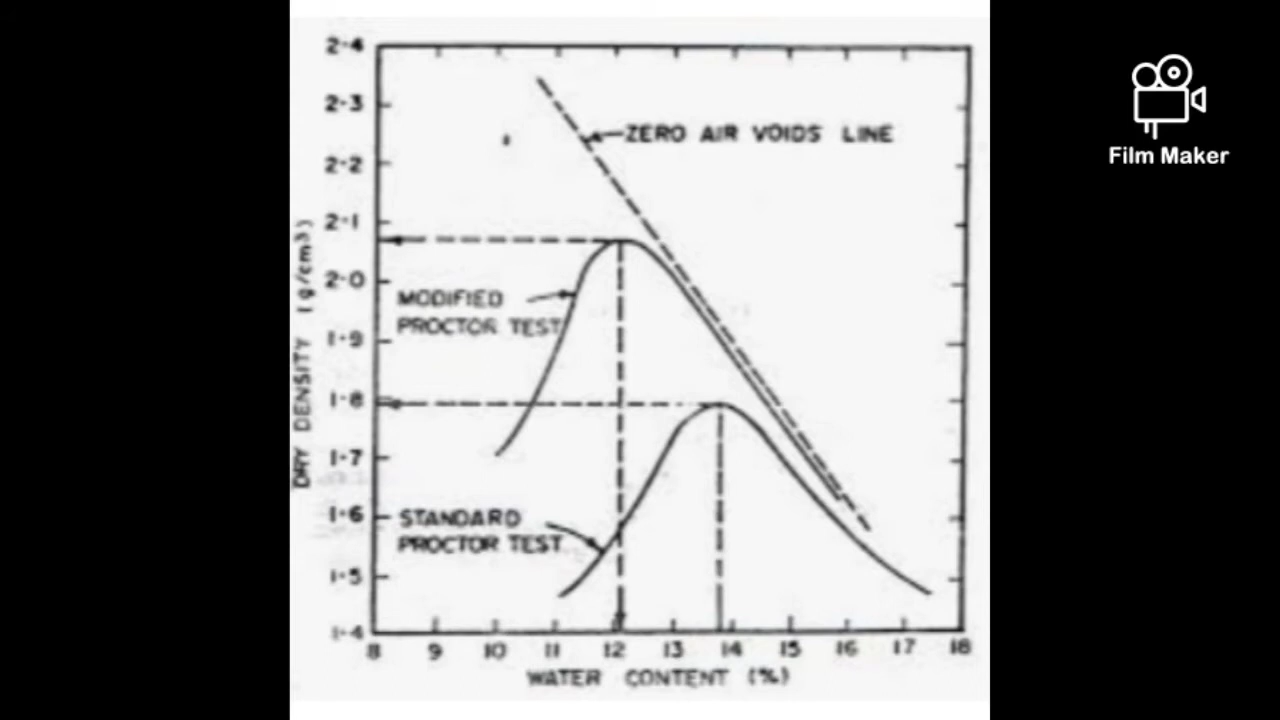 2·4
2·3
2·2
2·1
2·0
1·9
1·8
1·7
1·6
1·5
1·4
DRY DENSITY (g/cm³)
ZERO AIR VOIDS LINE
MODIFIED
PROCTOR TEST
STANDARD
PROCTOR TEST
8 9 10 11 12 13 14 15 16 17 18
WATER CONTENT (%)
Film Maker